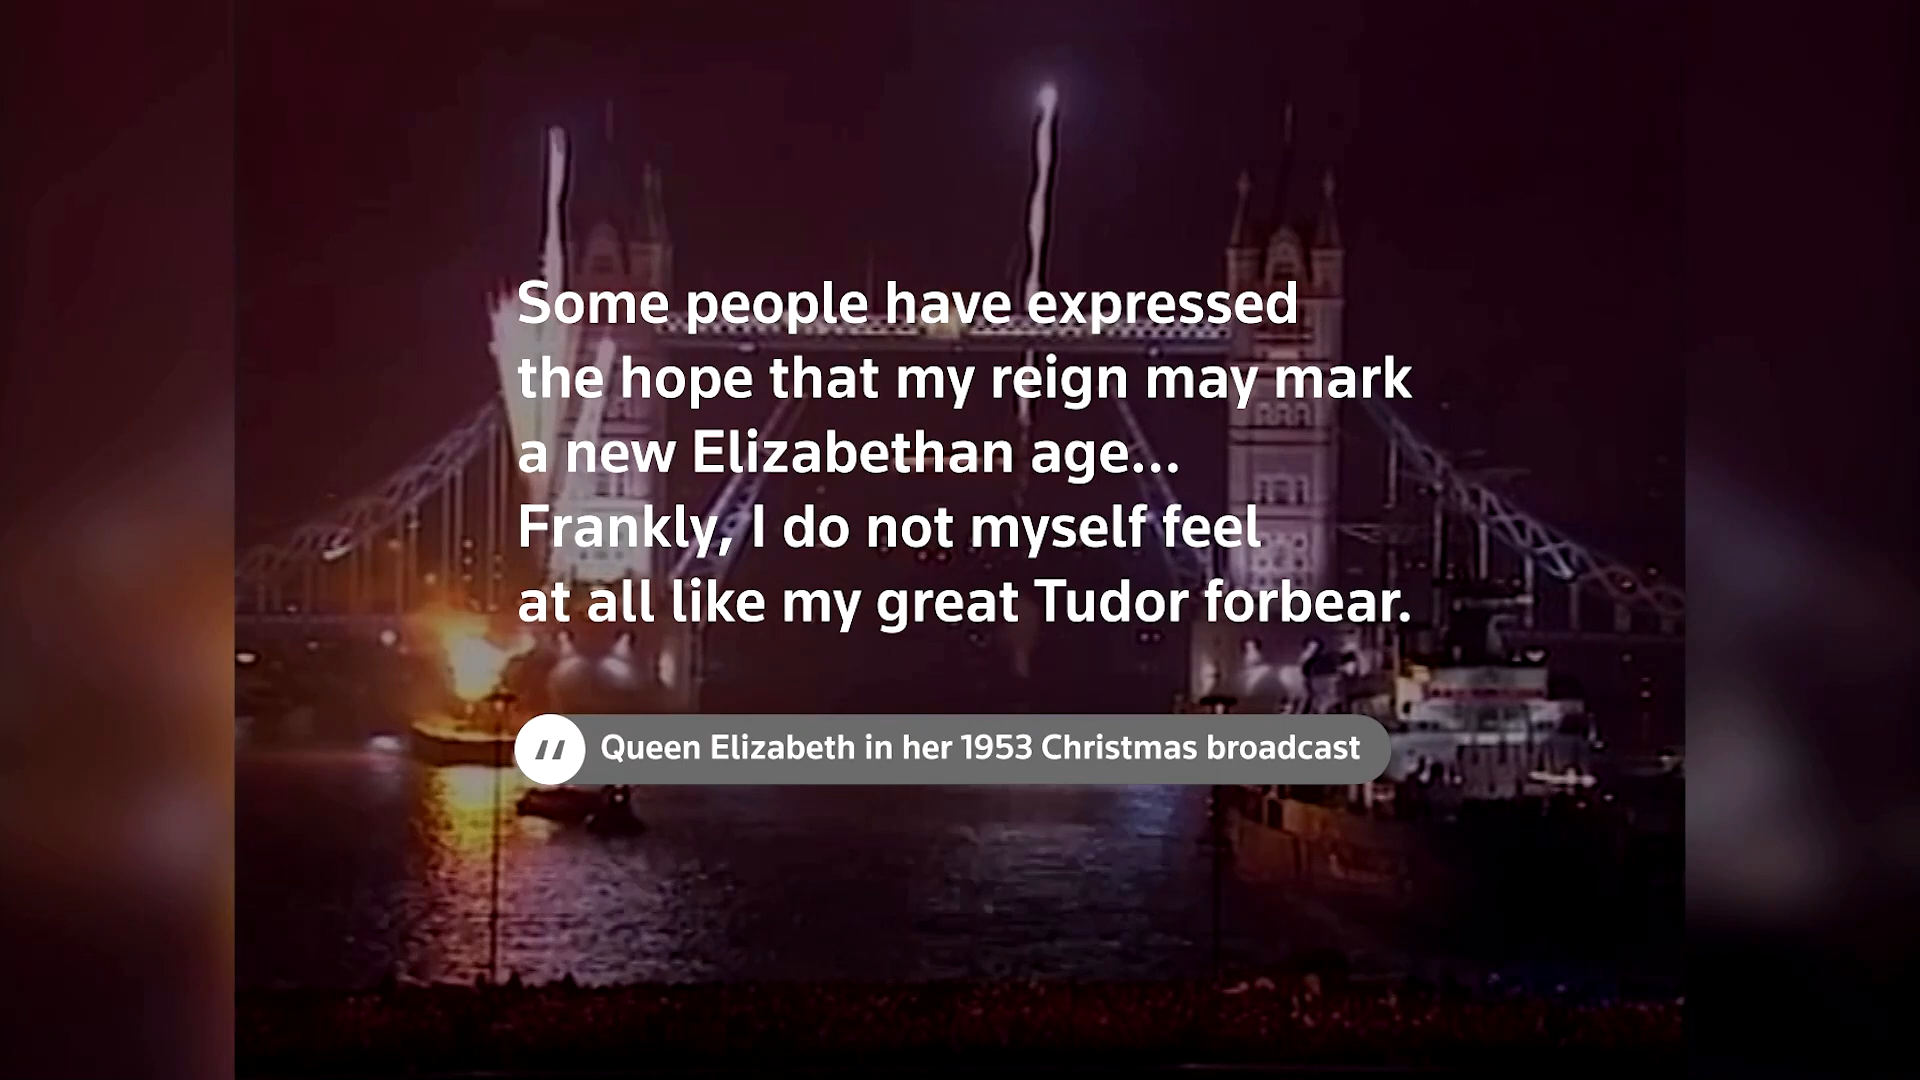 Some people have expressed
the hope that my reign may mark
a new Elizabethan age...
Frankly, I do not myself feel
at all like my great Tudor forbear.
Queen Elizabeth in her 1953 Christmas broadcast